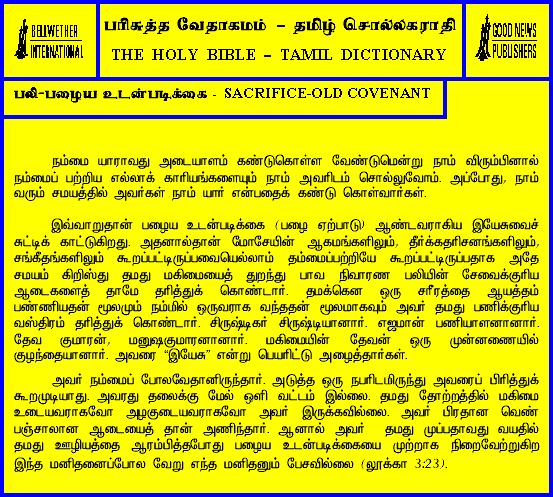 BELLWETHER
INTERNATIONAL
பரிசுத்த வேதாகமம் – தமிழ் சொல்லகராதி
THE HOLY BIBLE – TAMIL DICTIONARY
GOOD NEWS
PUBLISHERS
பலி-பழைய உடன்படிக்கை - SACRIFICE-OLD COVENANT
நம்மை யாராவது அடையாளம் கண்டுகொள்ள வேண்டுமென்று நாம் விரும்பினால்
நம்மைப் பற்றிய எல்லாக் காரியங்களையும் நாம் அவரிடம் சொல்லுவோம். அப்போது, நாம்
வரும் சமயத்தில் அவர்கள் நாம் யார் என்பதைக் கண்டு கொள்வார்கள்.
இவ்வாறுதான் பழைய உடன்படிக்கை (பழை ஏற்பாடு) ஆண்டவராகிய இயேசுவைச்
சுட்டிக் காட்டுகிறது. அதனால்தான் மோசேயின் ஆகமங்களிலும், தீர்க்கதரிசனங்களிலும்,
சங்கீதங்களிலும் கூறப்பட்டிருப்பவையெல்லாம் தம்மைப்பற்றியே கூறப்பட்டிருப்பதாக அதே
சமயம் கிறிஸ்து தமது மகிமையைத் துறந்து பாவ நிவாரண பலியின் சேவைக்குரிய
ஆடைகளைத் தாமே தரித்துக் கொண்டார். தமக்கென ஒரு சரீரத்தை ஆயத்தம்
பண்ணியதன் மூலமும் நம்மில் ஒருவராக வந்ததன் மூலமாகவும் அவர் தமது பணிக்குரிய
வஸ்திரம் தரித்துக் கொண்டார். சிருஷ்டிகர் சிருஷ்டியானார். எஜமான் பணியாளனானார்.
தேவ குமாரன், மனுஷகுமாரனானார். மகிமையின் தேவன் ஒரு முன்னணையில்
குழந்தையானார். அவரை “இயேசு” என்று பெயரிட்டு அழைத்தார்கள்.
அவர் நம்மைப் போலவேதானிருந்தார். அடுத்த ஒரு நபரிடமிருந்து அவரைப் பிரித்துக்
கூறமுடியாது. அவரது தலைக்கு மேல் ஒளி வட்டம் இல்லை. தமது தோற்றத்தில் மகிமை
உடையவராகவோ அழகுடையவராகவோ அவர் இருக்கவில்லை. அவர் பிரதான வெண்
பஞ்சாலான ஆடையைத் தான் அணிந்தார். ஆனால் அவர் தமது முப்பதாவது வயதில்
தமது ஊழியத்தை ஆரம்பித்தபோது பழைய உடன்படிக்கையை முற்றாக நிறைவேற்றுகிற
இந்த மனிதனைப்போல வேறு எந்த மனிதனும் பேசவில்லை (லூக்கா 3:23).